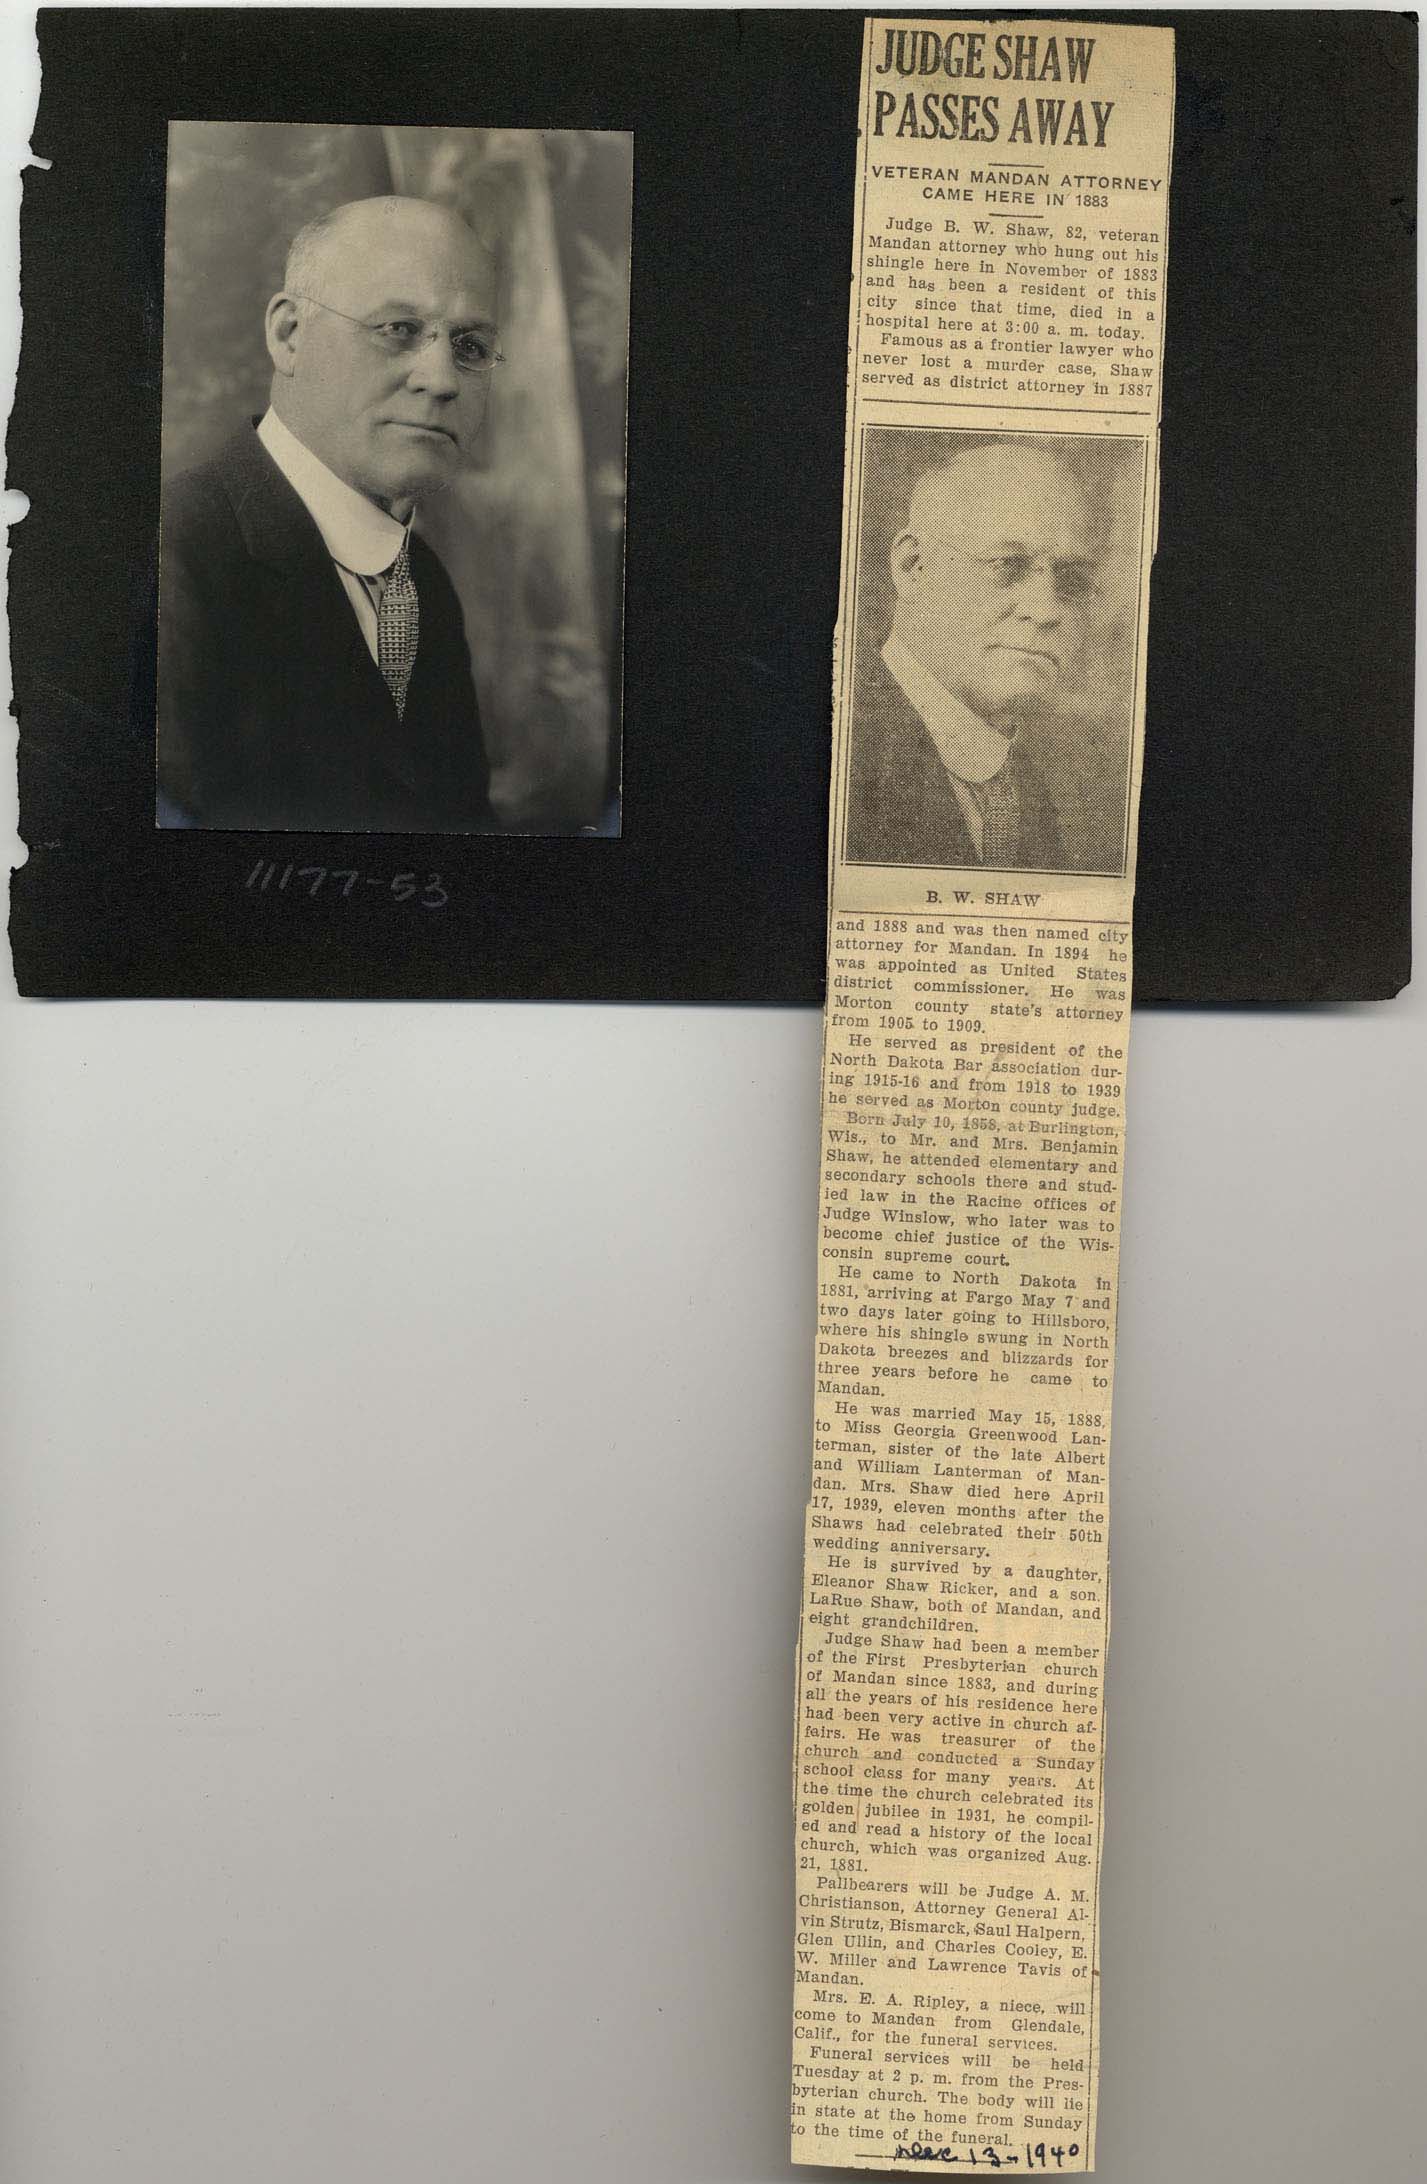 11177-53
JUDGE SHAW
PASSES AWAY
VETERAN MANDAN ATTORNEY
CAME HERE IN 1883
Judge B. W. Shaw, 82, veteran
Mandan attorney who hung out his
shingle here in November of 1883
and has been a resident of this
city since that time, died in a
hospital here at 3:00 a. m. today.
Famous as a frontier lawyer who
never lost a murder case, Shaw
served as district attorney in 1887
B. W. SHAW
and 1888 and was then named city
attorney for Mandan. In 1894 he
was appointed as United States
district commissioner. He was
Morton county state's attorney
from 1905 to 1909.
He served as president of the
North Dakota Bar association dur-
ing 1915-16 and from 1918 to 1939
he served as Morton county judge.
Born July 10, 1858, at Burlington,
Wis., to Mr. and Mrs. Benjamin
Shaw, he attended elementary and
secondary schools there and stud-
ied law in the Racine offices of
Judge Winslow, who later was to
become chief justice of the Wis-
consin supreme court.
He came to North Dakota in
1881, arriving at Fargo May 7 and
two days later going to Hillsboro,
where his shingle swung in North
Dakota breezes and blizzards for
three years before he came to
Mandan.
He was married May 15, 1888,
to Miss Georgia Greenwood Lan-
terman, sister of the late Albert
and William Lanterman of Man-
dan. Mrs. Shaw died here April
17, 1939, eleven months after the
Shaws had celebrated their 50th
wedding anniversary.
He is survived by a daughter,
Eleanor Shaw Ricker, and a son.
LaRue Shaw, both of Mandan, and
eight grandchildren.
Judge Shaw had been a member
of the First Presbyterian church
of Mandan since 1883, and during
all the years of his residence here
had been very active in church af-
fairs. He was treasurer of the
church and conducted a Sunday
school class for many years. At
the time the church celebrated its
golden jubilee in 1931, he compil-
ed and read a history of the local
church, which was organized Aug.
21, 1881.
Pallbearers will be Judge A. M.
Christianson, Attorney General Al-
vin Strutz, Bismarck, Saul Halpern,
Glen Ullin, and Charles Cooley, E.
W. Miller and Lawrence Tavis of
Mandan.
Mrs. E. A. Ripley, a niece, will
come to Mandan from Glendale,
Calif., for the funeral services.
Funeral services will be held
Tuesday at 2 p. m. from the Pres-
byterian church. The body will lie
in state at the home from Sunday
to the time of the funeral.
Dec 13-1940